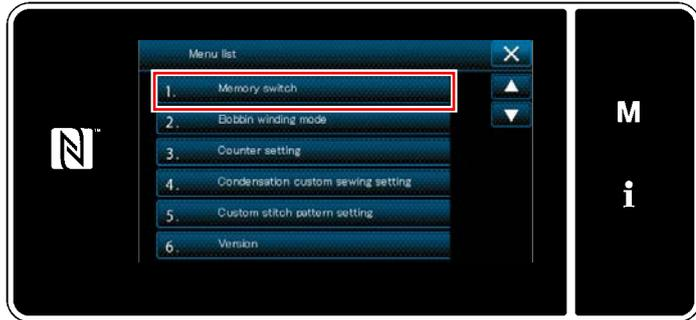 Menu list
1. Memory switch
2. Bobbin winding mode
3. Counter setting
4. Condensation custom sewing setting
5. Custom stitch pattern setting
6. Version
N™
M
i